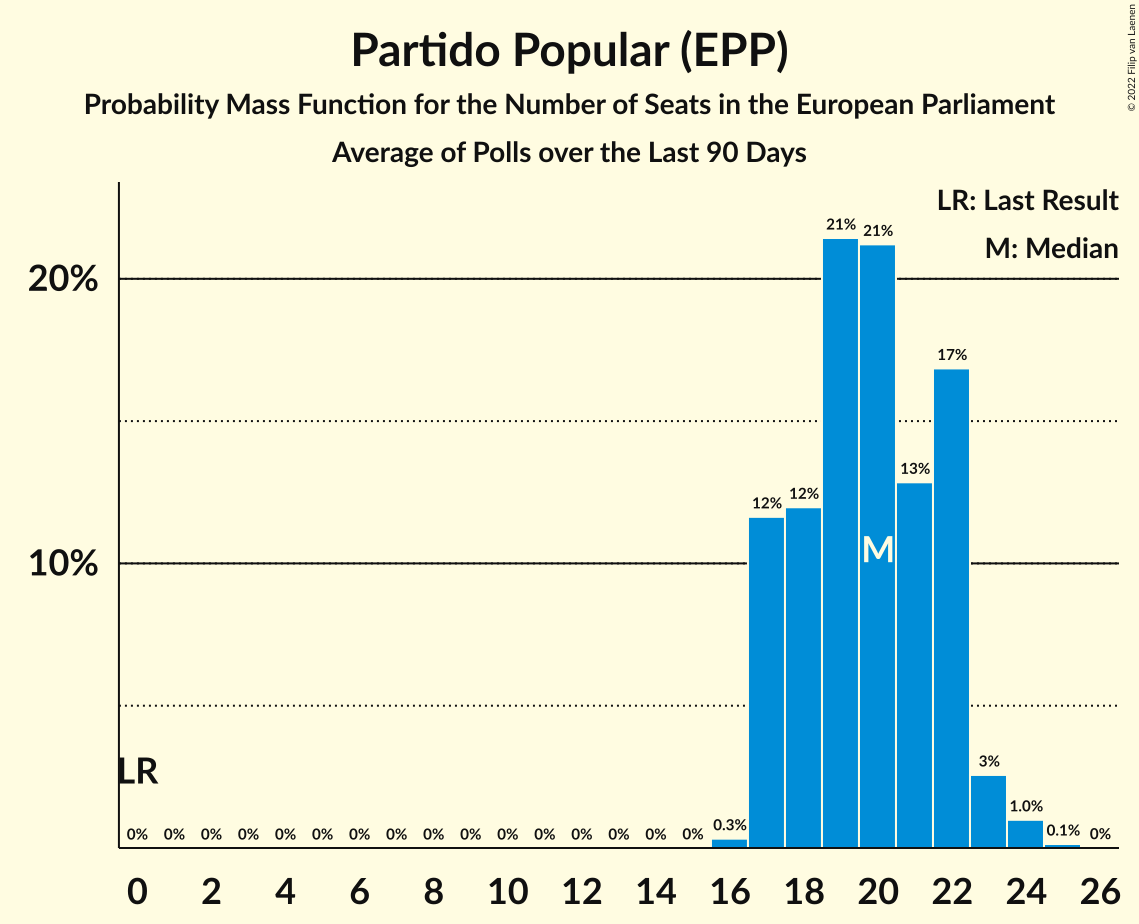 Partido Popular (EPP)
Probability Mass Function for the Number of Seats in the European Parliament
Average of Polls over the Last 90 Days
© 2022 Filip van Laenen
LR: Last Result
M: Median
21% 21%
20%
17%
13%
12% 12%
M
10%
3%
LR
1.0%
0% 0% 0% 0% 0% 0% 0% 0% 0% 0% 0% 0% 0% 0% 0% 0% 0.3% 0.1% 0%
0 2 4 6 8 10 12 14 16 18 20 22 24 26